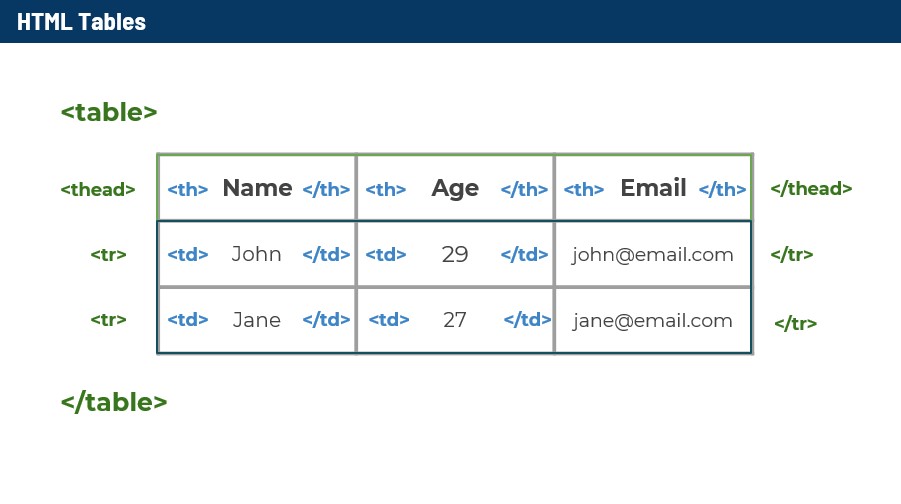 HTML Tables
<table>
<thead> <th> Name </th> <th> Age </th> <th> Email </th> </thead>
<tr> <td> John </td> <td> 29 </td> john@email.com </tr>
<tr> <td> Jane </td> <td> 27 </td> jane@email.com </tr>
</table>